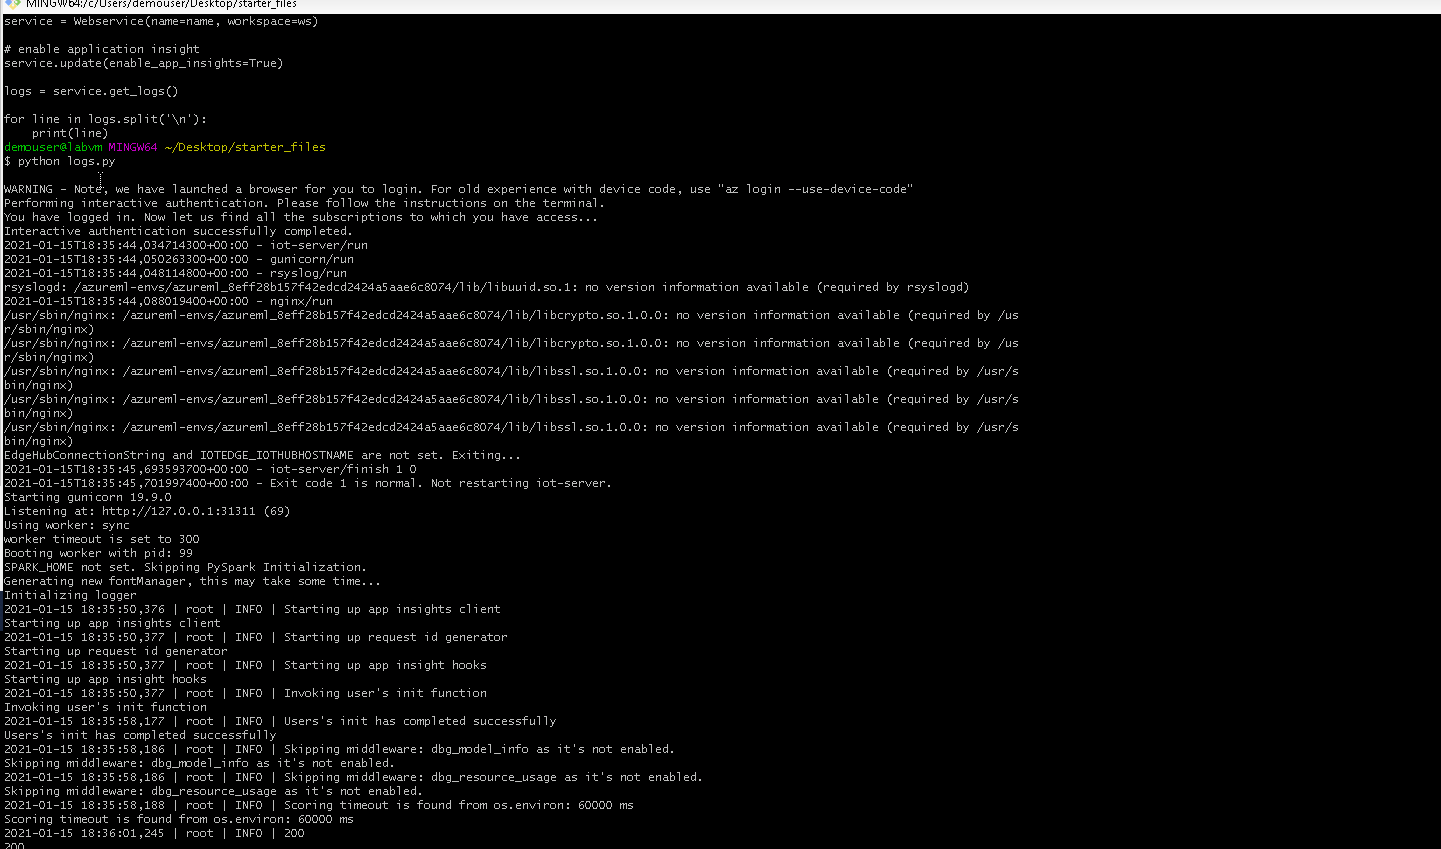 MINGW64:/c/Users/demouser/Desktop/starter_files
service = Webservice(name=name, workspace=ws)
# enable application insight
service.update(enable_app_insights=True)
logs = service.get_logs()
for line in logs.split('\n'):
    print(line)
demouser@labvm MINGW64 ~/Desktop/starter_files
$ python logs.py
WARNING - Note, we have launched a browser for you to login. For old experience with device code, use "az login --use-device-code"
Performing interactive authentication. Please follow the instructions on the terminal.
You have logged in. Now let us find all the subscriptions to which you have access...
Interactive authentication successfully completed.
2021-01-15T18:35:44,034714300+00:00 - iot-server/run
2021-01-15T18:35:44,050263300+00:00 - gunicorn/run
2021-01-15T18:35:44,048114800+00:00 - rsyslog/run
rsyslogd: /azureml-envs/azureml_8eff28b157f42edcd2424a5aae6c8074/lib/libuuid.so.1: no version information available (required by rsyslogd)
2021-01-15T18:35:44,088019400+00:00 - nginx/run
/usr/sbin/nginx: /azureml-envs/azureml_8eff28b157f42edcd2424a5aae6c8074/lib/libcrypto.so.1.0.0: no version information available (required by /us
r/sbin/nginx)
/usr/sbin/nginx: /azureml-envs/azureml_8eff28b157f42edcd2424a5aae6c8074/lib/libcrypto.so.1.0.0: no version information available (required by /us
r/sbin/nginx)
/usr/sbin/nginx: /azureml-envs/azureml_8eff28b157f42edcd2424a5aae6c8074/lib/libssl.so.1.0.0: no version information available (required by /usr/s
bin/nginx)
/usr/sbin/nginx: /azureml-envs/azureml_8eff28b157f42edcd2424a5aae6c8074/lib/libssl.so.1.0.0: no version information available (required by /usr/s
bin/nginx)
/usr/sbin/nginx: /azureml-envs/azureml_8eff28b157f42edcd2424a5aae6c8074/lib/libssl.so.1.0.0: no version information available (required by /usr/s
bin/nginx)
EdgeHubConnectionString and IOTEDGE_IOTHUBHOSTNAME are not set. Exiting...
2021-01-15T18:35:45,693593700+00:00 - iot-server/finish 1 0
2021-01-15T18:35:45,701997400+00:00 - Exit code 1 is normal. Not restarting iot-server.
Starting gunicorn 19.9.0
Listening at: http://127.0.0.1:31311 (69)
Using worker: sync
worker timeout is set to 300
Booting worker with pid: 99
SPARK_HOME not set. Skipping PySpark Initialization.
Generating new fontManager, this may take some time...
Initializing logger
2021-01-15 18:35:50,376 | root | INFO | Starting up app insights client
Starting up app insights client
2021-01-15 18:35:50,377 | root | INFO | Starting up request id generator
Starting up request id generator
2021-01-15 18:35:50,377 | root | INFO | Starting up app insight hooks
Starting up app insight hooks
2021-01-15 18:35:50,377 | root | INFO | Invoking user's init function
Invoking user's init function
2021-01-15 18:35:58,177 | root | INFO | Users's init has completed successfully
Users's init has completed successfully
2021-01-15 18:35:58,186 | root | INFO | Skipping middleware: dbg_model_info as it's not enabled.
Skipping middleware: dbg_model_info as it's not enabled.
2021-01-15 18:35:58,186 | root | INFO | Skipping middleware: dbg_resource_usage as it's not enabled.
Skipping middleware: dbg_resource_usage as it's not enabled.
2021-01-15 18:35:58,188 | root | INFO | Scoring timeout is found from os.environ: 60000 ms
Scoring timeout is found from os.environ: 60000 ms
2021-01-15 18:36:01,245 | root | INFO | 200
200